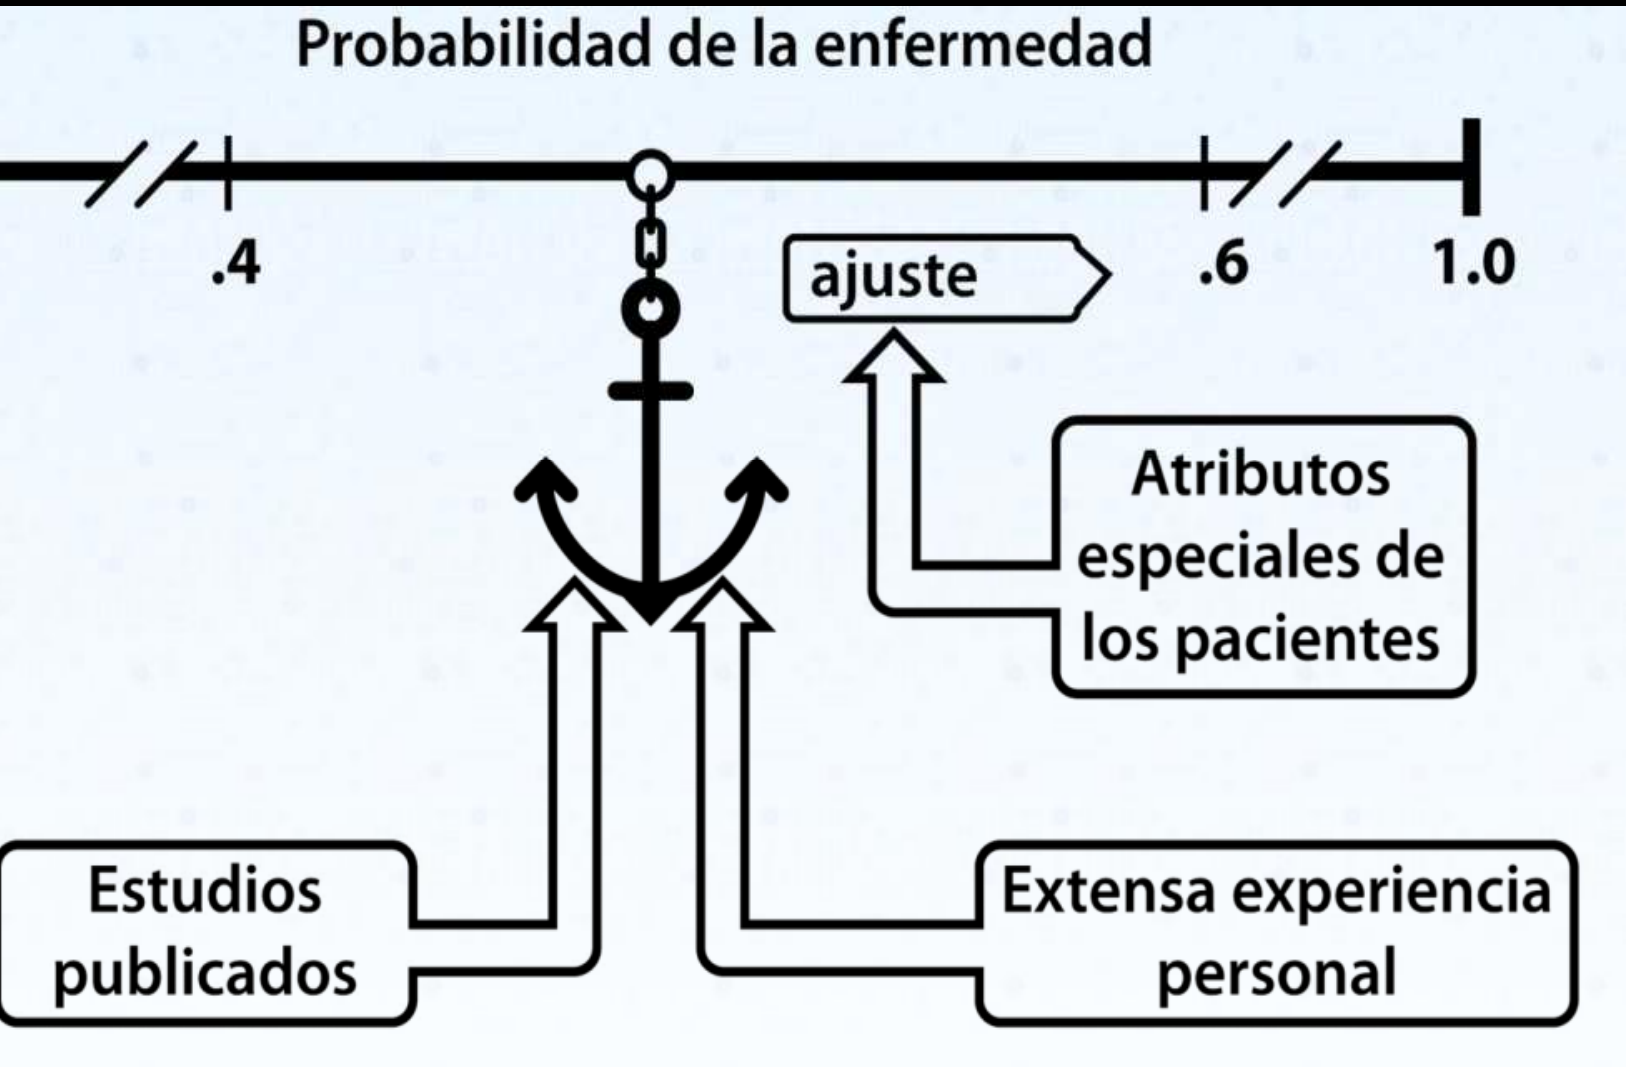 Probabilidad de la enfermedad
.4
.6
1.0
ajuste
Atributos
especiales de
los pacientes
Estudios
publicados
Extensa experiencia
personal